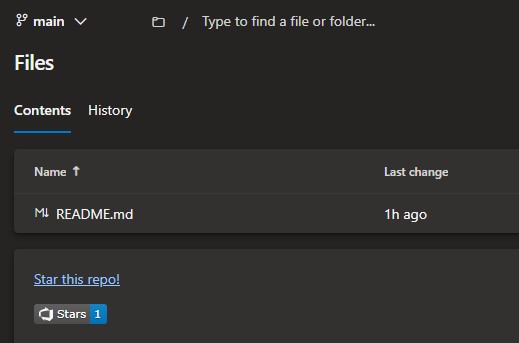 main
/ Type to find a file or folder...
Files
Contents History
Name ↑ Last change
M↓ README.md 1h ago
Star this repo!
Stars 1